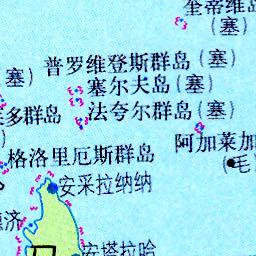 奎蒂维岛
（塞）
普罗维登斯群岛（塞）
塞）
塞尔夫岛（塞）
多群岛
法夸尔群岛（塞）
阿加莱加
（毛）
格洛里厄斯群岛
安采拉纳纳
济
安塔拉哈